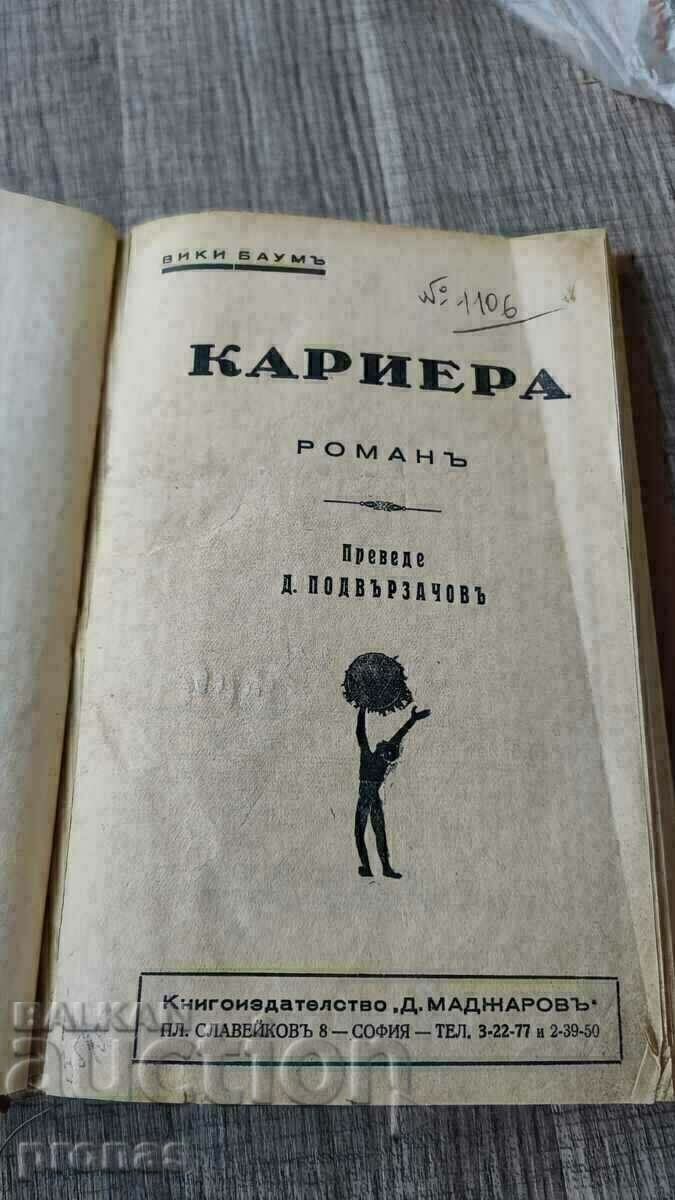 ВИКИ БАУМЪ
№ 1106
КАРИЕРА
РОМАНЪ
Преведе
Д. ПОДВЪРЗАЧОВЪ
Книгоиздателство „Д. МАДЖАРОВЪ“
ПЛ. СЛАВЕЙКОВЪ 8 — СОФИЯ — ТЕЛ. 3-22-77 и 2-39-50
BALKAN
auction
pronas